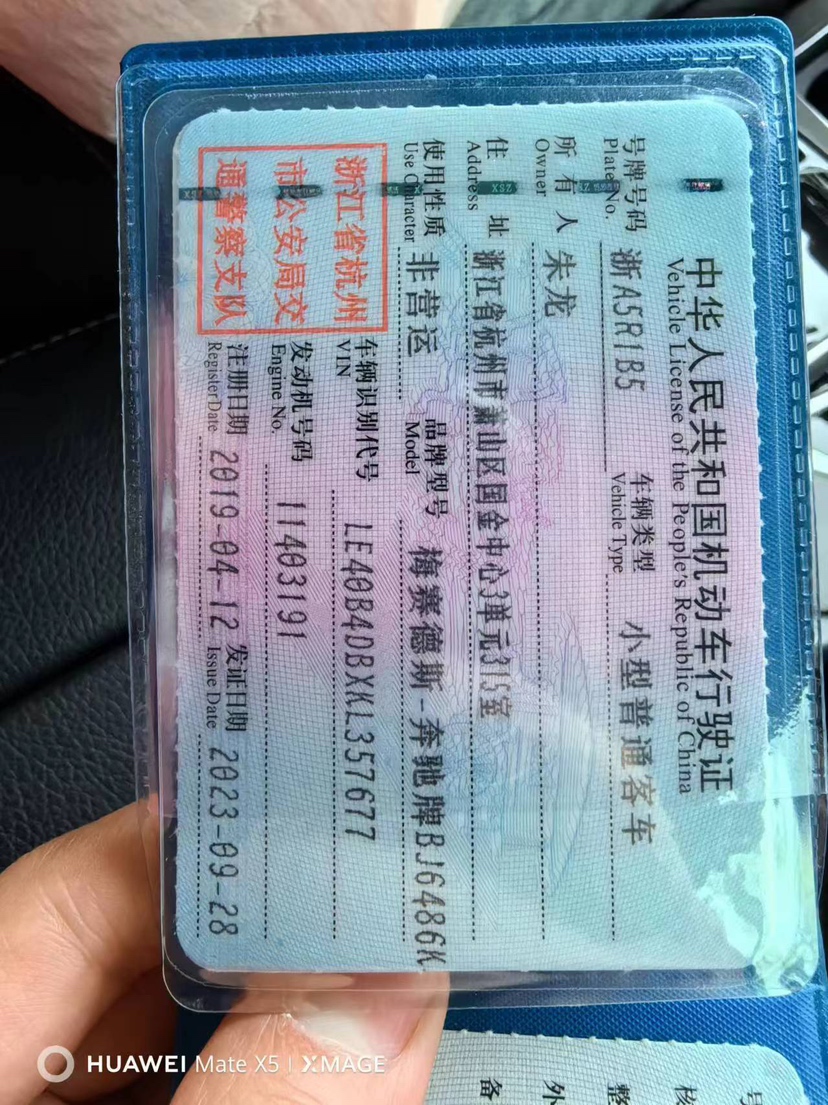 中华人民共和国机动车行驶证
Vehicle License of the People's Republic of China
号牌号码 浙A5R1B5 车辆类型 小型普通客车
Plate No. Vehicle Type
所有人 朱龙
Owner
住址 浙江省杭州市萧山区国金中心3单元315室
Address
使用性质 非营运 品牌型号 梅赛德斯-奔驰牌BJ6486K
Use Character Model
浙江省杭州
市公安局交
通警察支队
车辆识别代号 LE40B4DBXKL357677
VIN
发动机号码 11403191
Engine No.
注册日期 2019-04-12 发证日期 2023-09-28
Register Date Issue Date
号
核
整
外
备
HUAWEI Mate X5 | XMAGE